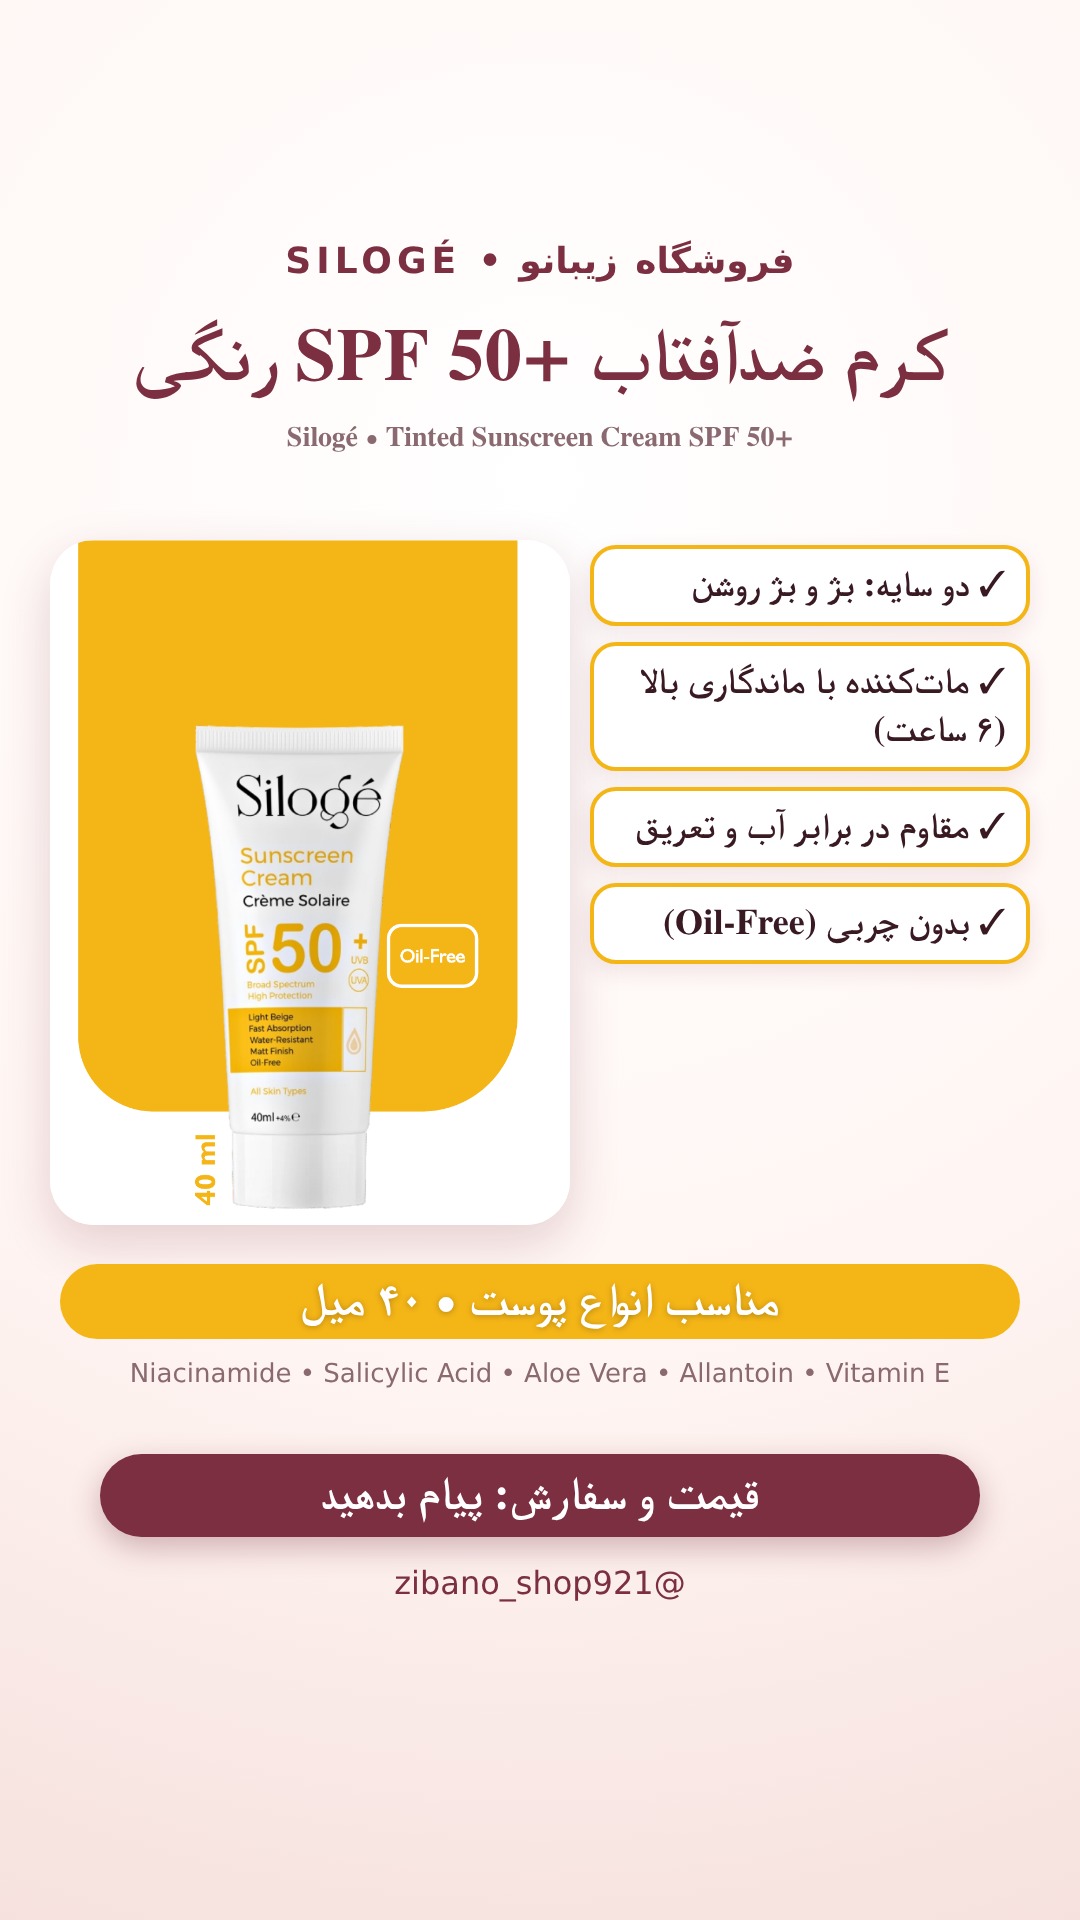 فروشگاه زیبانو • SILOGÉ
کرم ضدآفتاب SPF 50+ رنگی
Silogé • Tinted Sunscreen Cream SPF 50+
✓ دو سایه: بژ و بژ روشن
✓ مات‌کننده با ماندگاری بالا
(۶ ساعت)
✓ مقاوم در برابر آب و تعریق
✓ بدون چربی (Oil-Free)
Silogé
Sunscreen
Cream
Crème Solaire
SPF 50 +
UVB
UVA
Broad Spectrum
High Protection
Light Beige
Fast Absorption
Water-Resistant
Matt Finish
Oil-Free
All Skin Types
40ml +4% ℮
Oil-Free
40 ml
مناسب انواع پوست • ۴۰ میل
Niacinamide • Salicylic Acid • Aloe Vera • Allantoin • Vitamin E
قیمت و سفارش: پیام بدهید
zibano_shop921@